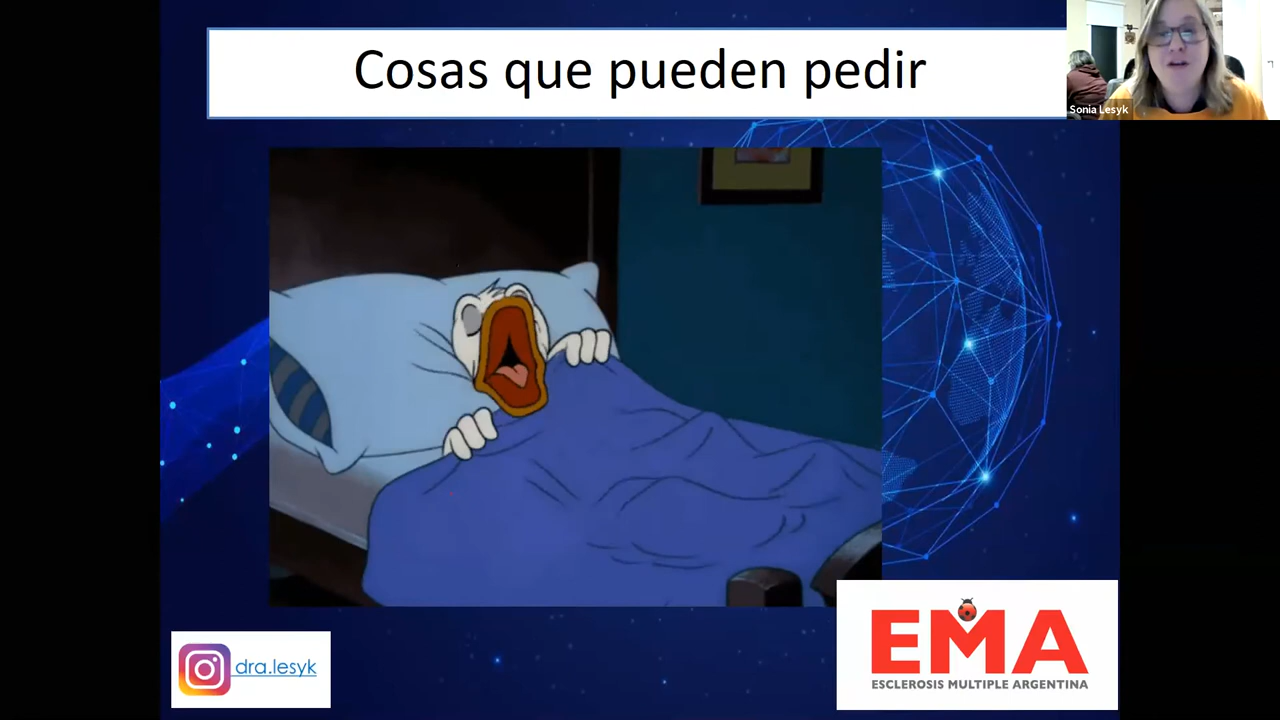 Cosas que pueden pedir
Sonia Lesyk
dra.lesyk
EMA
ESCLEROSIS MULTIPLE ARGENTINA